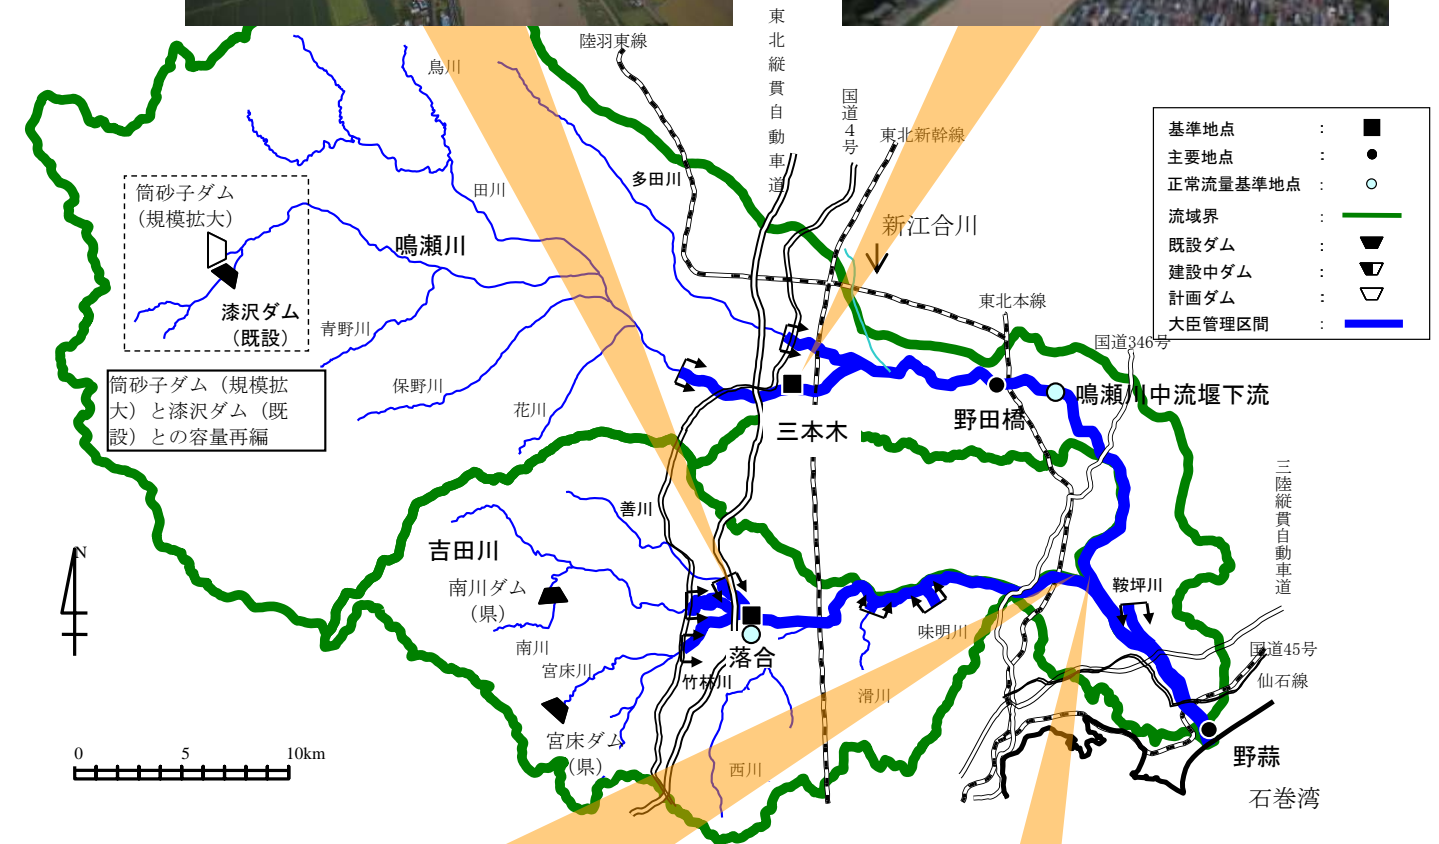 東北縦貫自動車道
陸羽東線
鳥川
国道4号
東北新幹線
多田川
田川
筒砂子ダム
（規模拡大）
鳴瀬川
新江合川
漆沢ダム
（既設）
青野川
東北本線
国道346号
基準地点 ：
主要地点 ：
正常流量基準地点 ：
流域界 ：
既設ダム ：
建設中ダム ：
計画ダム ：
大臣管理区間 ：
筒砂子ダム（規模拡
大）と漆沢ダム（既
設）との容量再編
保野川
花川
三本木
野田橋
鳴瀬川中流堰下流
三陸縦貫自動車道
善川
吉田川
N
南川ダム
（県）
鞍坪川
味明川
南川
落合
宮床川
竹林川
滑川
国道45号
仙石線
宮床ダム
（県）
西川
野蒜
石巻湾
0 5 10km